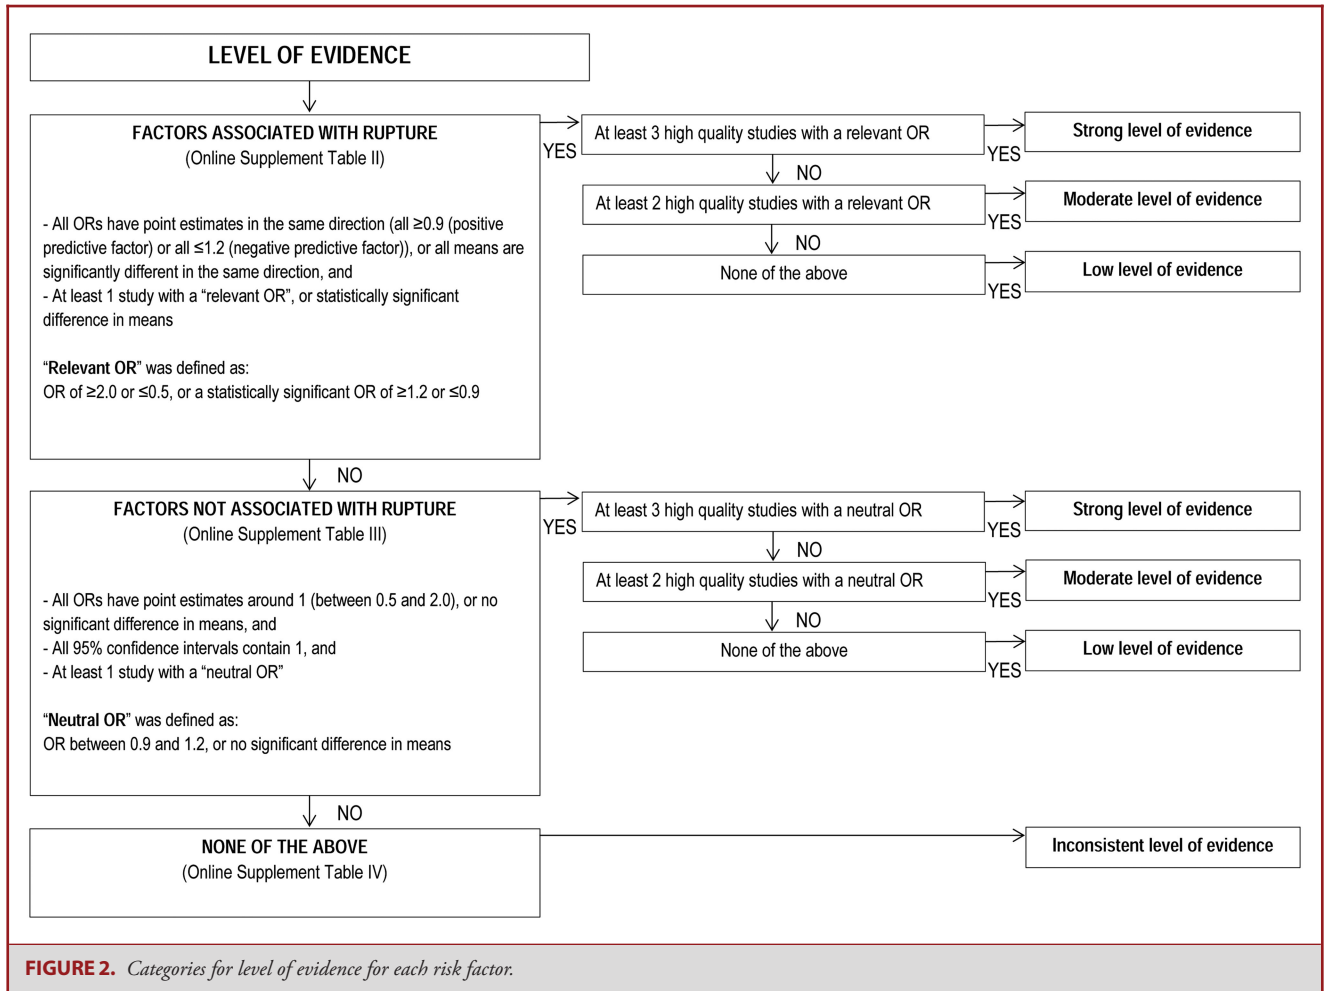 LEVEL OF EVIDENCE
FACTORS ASSOCIATED WITH RUPTURE
(Online Supplement Table II)
- All ORs have point estimates in the same direction (all ≥0.9 (positive
predictive factor) or all ≤1.2 (negative predictive factor)), or all means are
significantly different in the same direction, and
- At least 1 study with a “relevant OR”, or statistically significant
difference in means
“Relevant OR” was defined as:
OR of ≥2.0 or ≤0.5, or a statistically significant OR of ≥1.2 or ≤0.9
YES
At least 3 high quality studies with a relevant OR
YES
Strong level of evidence
NO
At least 2 high quality studies with a relevant OR
YES
Moderate level of evidence
NO
None of the above
YES
Low level of evidence
NO
FACTORS NOT ASSOCIATED WITH RUPTURE
(Online Supplement Table III)
- All ORs have point estimates around 1 (between 0.5 and 2.0), or no
significant difference in means, and
- All 95% confidence intervals contain 1, and
- At least 1 study with a “neutral OR”
“Neutral OR” was defined as:
OR between 0.9 and 1.2, or no significant difference in means
YES
At least 3 high quality studies with a neutral OR
YES
Strong level of evidence
NO
At least 2 high quality studies with a neutral OR
YES
Moderate level of evidence
NO
None of the above
YES
Low level of evidence
NO
NONE OF THE ABOVE
(Online Supplement Table IV)
Inconsistent level of evidence
FIGURE 2. Categories for level of evidence for each risk factor.